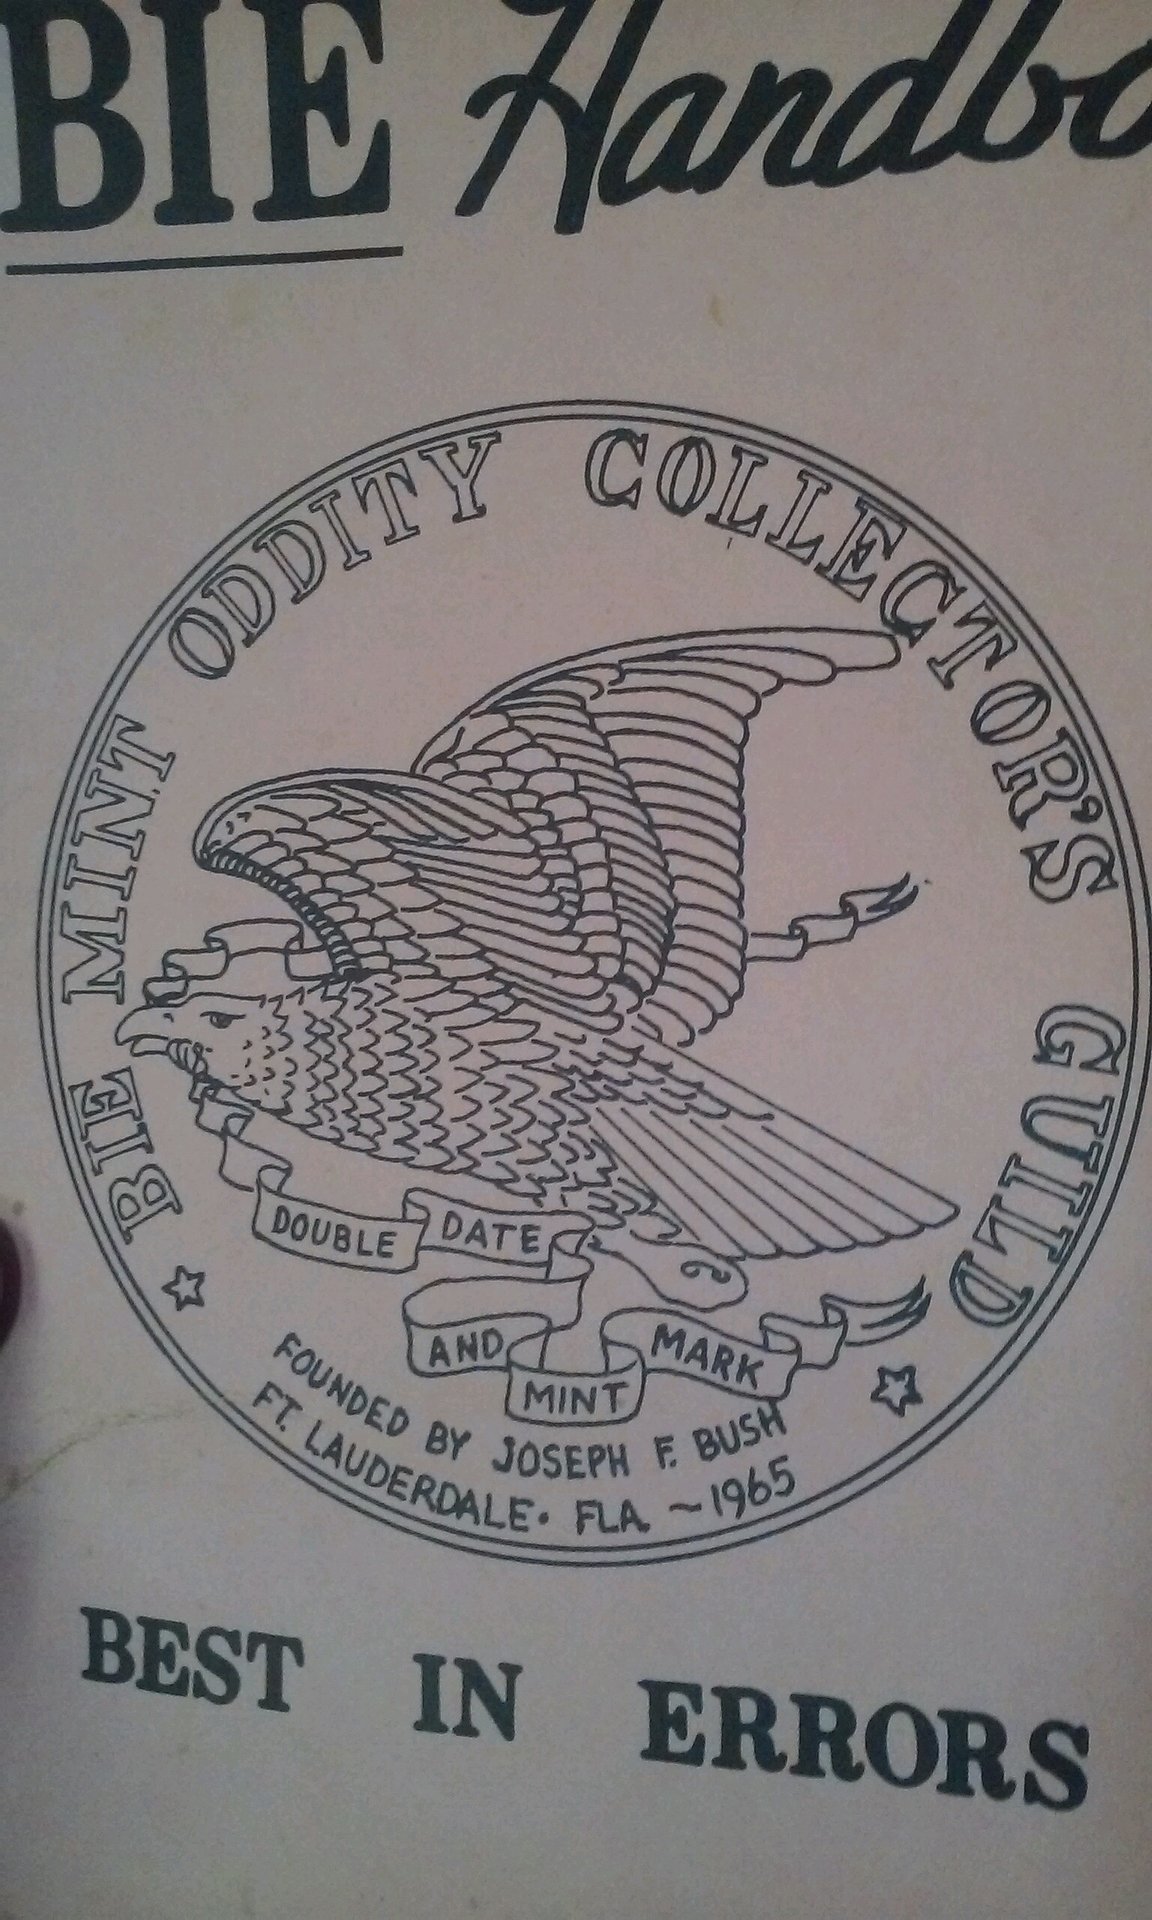 BIE Handbo
BIE MINT ODDITY COLLECTOR'S GUILD
DOUBLE DATE
AND MINT MARK
FOUNDED BY JOSEPH F. BUSH
FT. LAUDERDALE. FLA. ~1965
BEST IN ERRORS